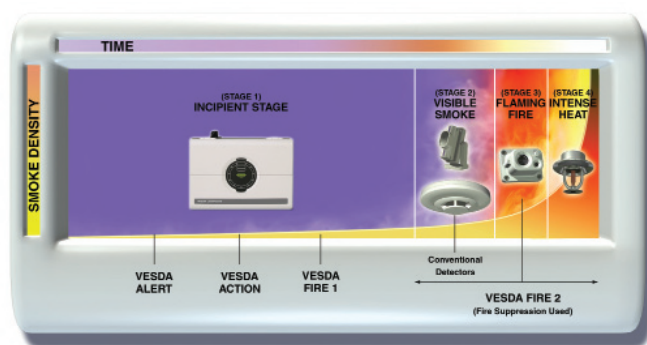 TIME
SMOKE DENSITY
(STAGE 1)
INCIPIENT STAGE
(STAGE 2)
VISIBLE
SMOKE
(STAGE 3)
FLAMING
FIRE
(STAGE 4)
INTENSE
HEAT
VESDA
ALERT
VESDA
ACTION
VESDA
FIRE 1
Conventional
Detectors
VESDA FIRE 2
(Fire Suppression Used)